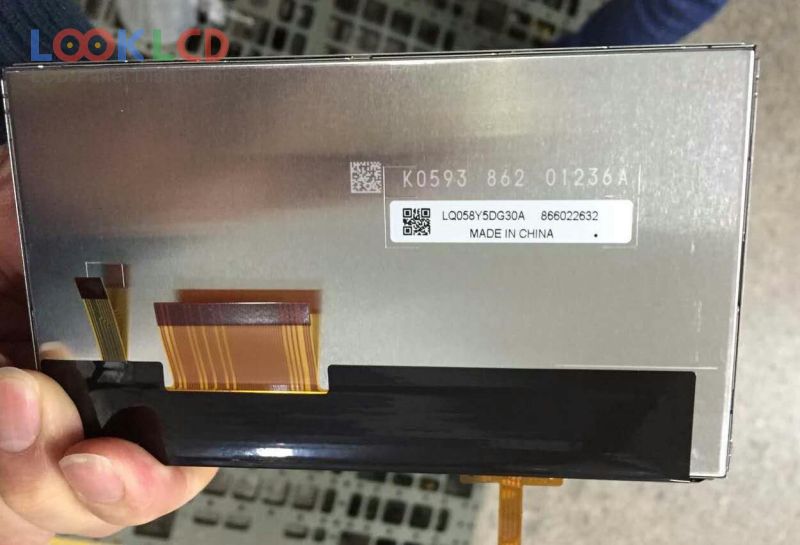 LOOKLCD
K0593 862 01236A
LQ058Y5DG30A 866022632
MADE IN CHINA